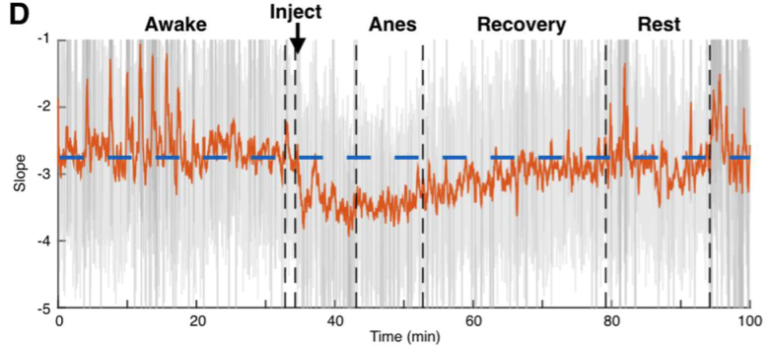 D
Inject
Awake Anes Recovery Rest
-1
-2
-3
-4
-5
Slope
0 20 40 60 80 100
Time (min)